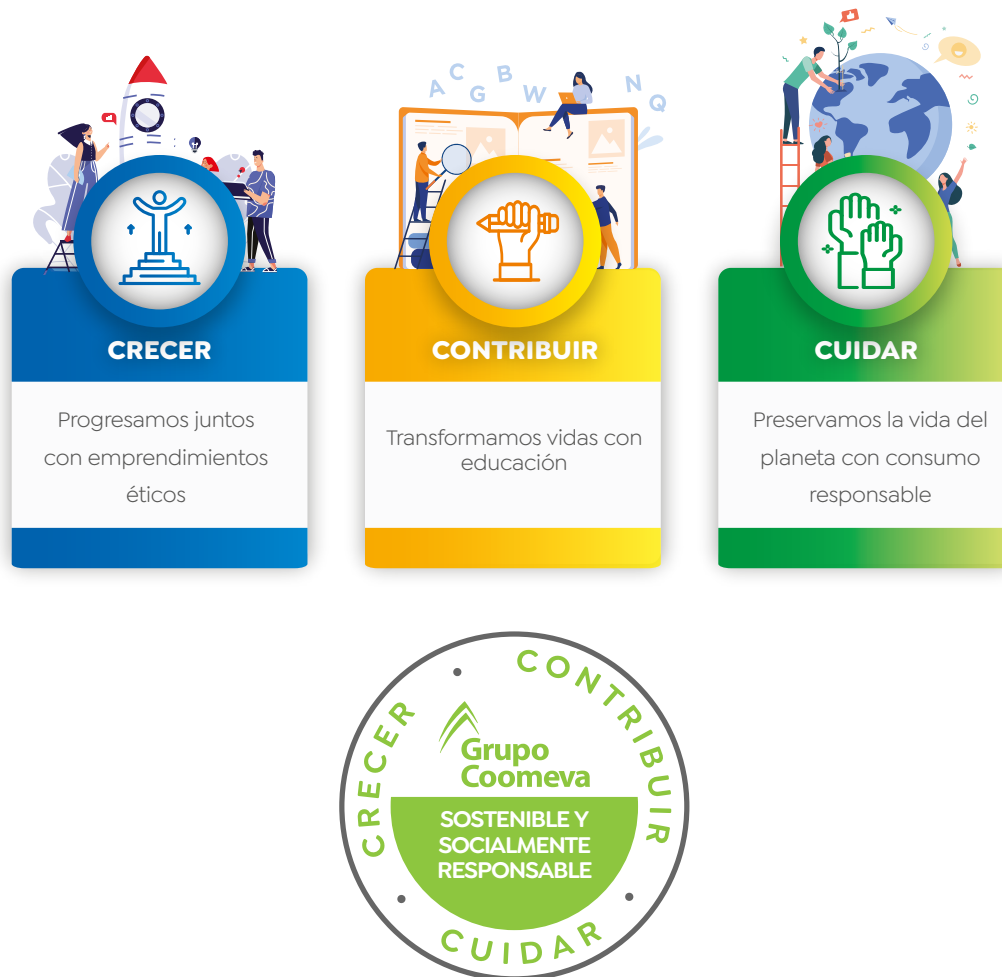 A C G B W N Q
CRECER
Progresamos juntos
con emprendimientos
éticos
CONTRIBUIR
Transformamos vidas con
educación
CUIDAR
Preservamos la vida del
planeta con consumo
responsable
CRECER · CONTRIBUIR · CUIDAR ·
Grupo
Coomeva
SOSTENIBLE Y
SOCIALMENTE
RESPONSABLE